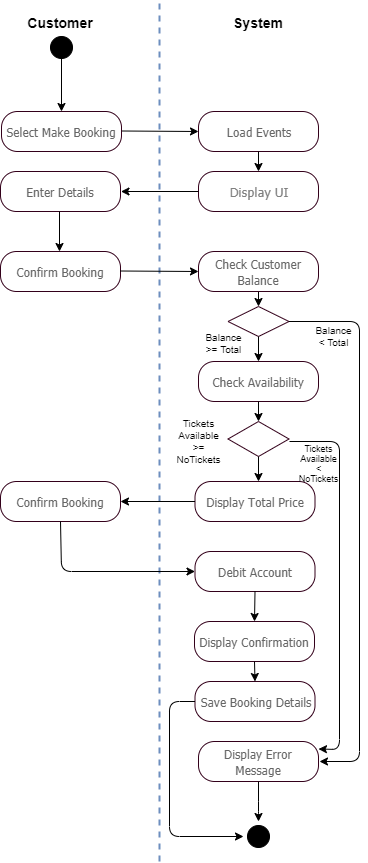 Customer
System
Select Make Booking
Load Events
Enter Details
Display UI
Confirm Booking
Check Customer
Balance
Balance
>= Total
Balance
< Total
Check Availability
Tickets
Available
>=
NoTickets
Tickets
Available
<
NoTickets
Confirm Booking
Display Total Price
Debit Account
Display Confirmation
Save Booking Details
Display Error
Message